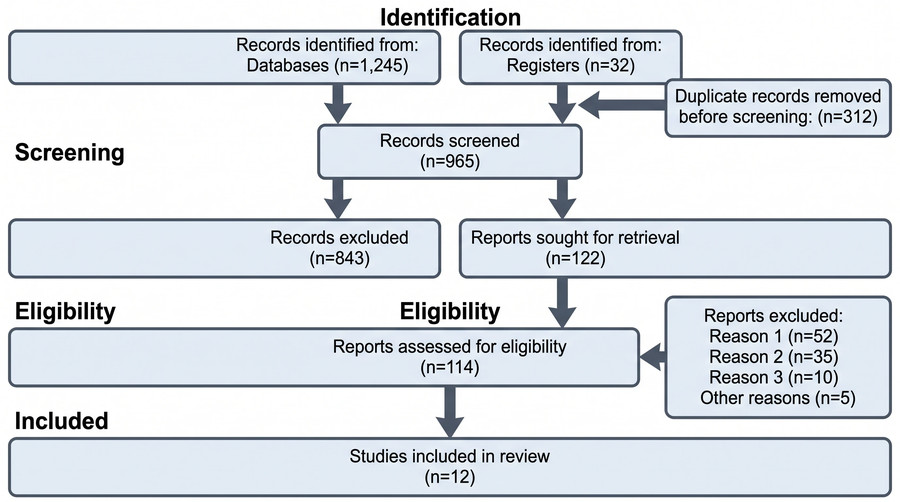 Identification
Records identified from:
Databases (n=1,245)
Records identified from:
Registers (n=32)
Duplicate records removed
before screening: (n=312)
Screening
Records screened
(n=965)
Records excluded
(n=843)
Reports sought for retrieval
(n=122)
Eligibility
Eligibility
Reports assessed for eligibility
(n=114)
Reports excluded:
Reason 1 (n=52)
Reason 2 (n=35)
Reason 3 (n=10)
Other reasons (n=5)
Included
Studies included in review
(n=12)